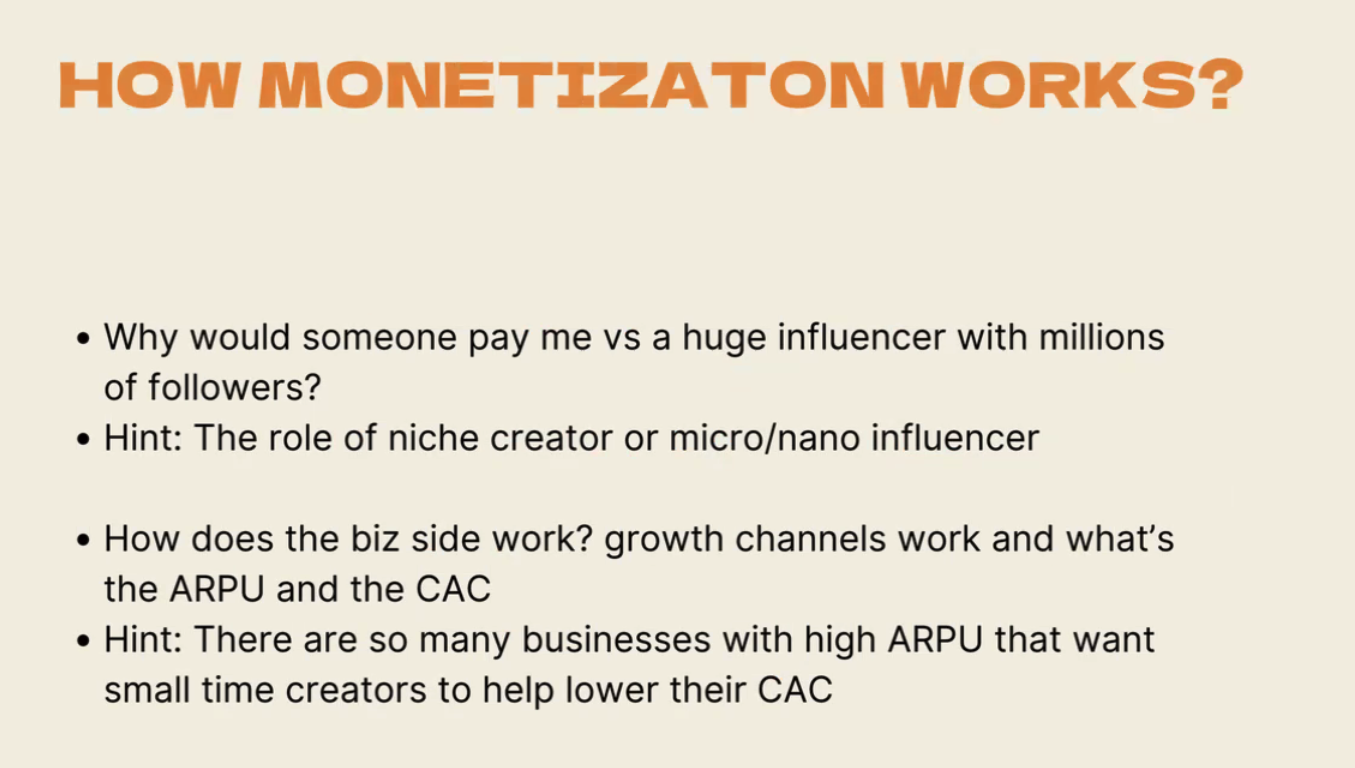 HOW MONETIZATON WORKS?
• Why would someone pay me vs a huge influencer with millions
of followers?
• Hint: The role of niche creator or micro/nano influencer
• How does the biz side work? growth channels work and what’s
the ARPU and the CAC
• Hint: There are so many businesses with high ARPU that want
small time creators to help lower their CAC